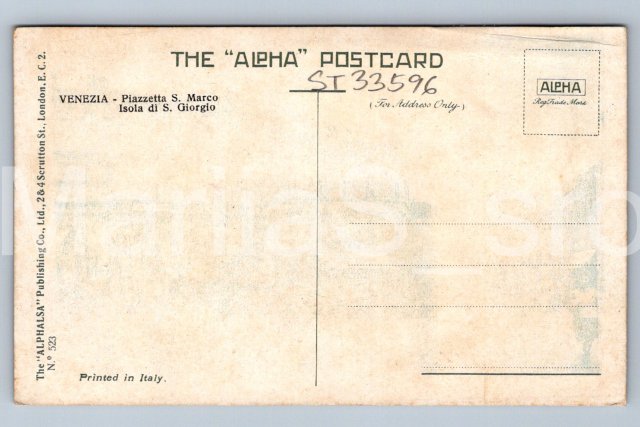 THE "ALPHA" POSTCARD
SI 33596
VENEZIA - Piazzetta S. Marco
Isola di S. Giorgio
(For Address Only.)
ALPHA
Reg Trade Mark
The "ALPHALSA" Publishing Co., Ltd., 2 & 4 Scrutton St., London. E. C. 2.
N.º 523
Printed in Italy.